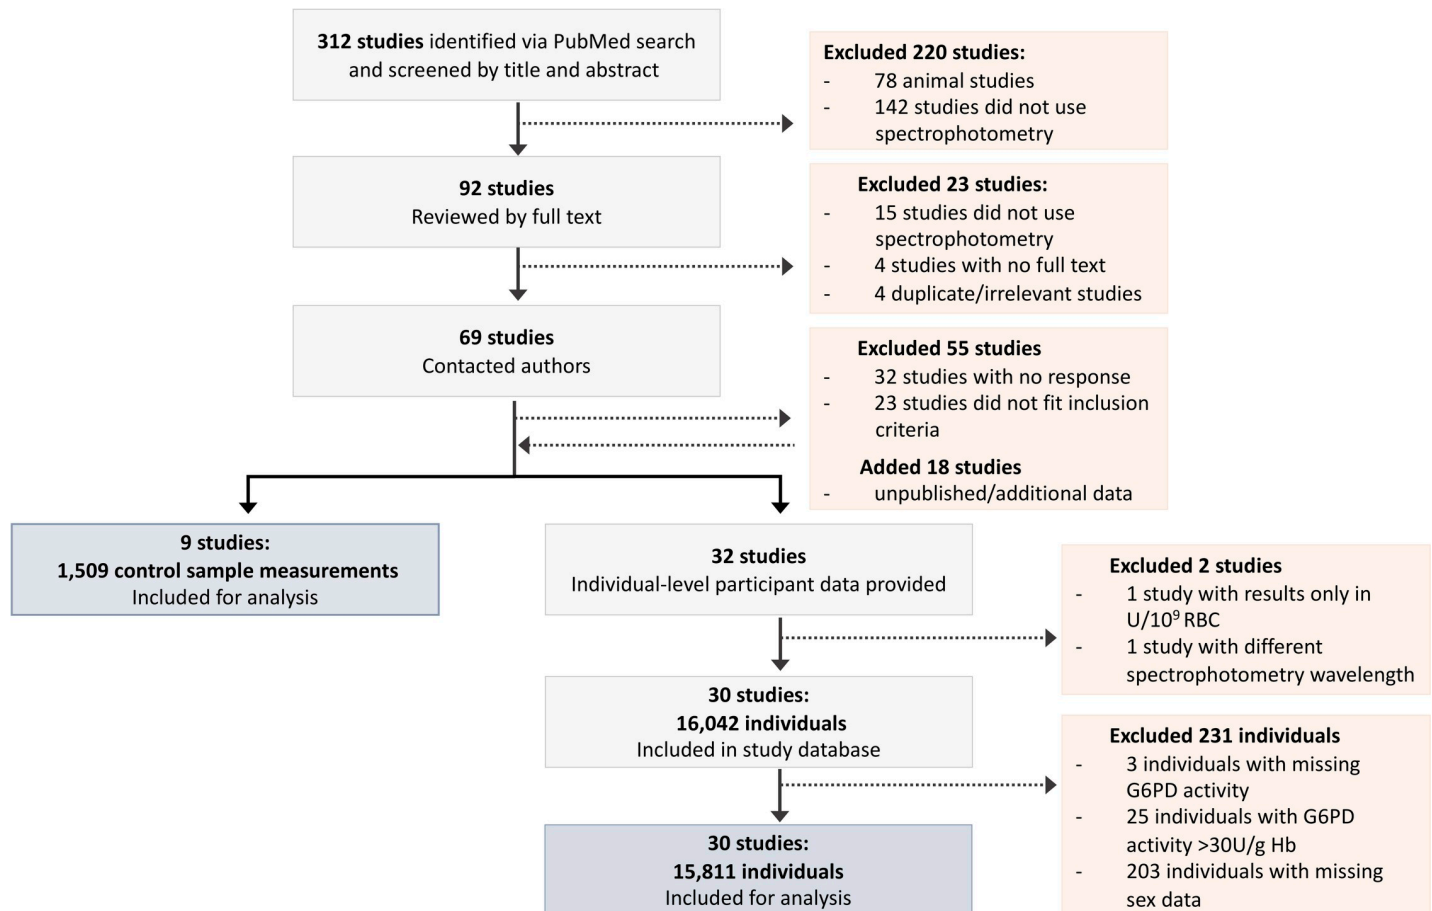 312 studies identified via PubMed search
and screened by title and abstract
Excluded 220 studies:
- 78 animal studies
- 142 studies did not use
spectrophotometry
92 studies
Reviewed by full text
Excluded 23 studies:
- 15 studies did not use
spectrophotometry
- 4 studies with no full text
- 4 duplicate/irrelevant studies
69 studies
Contacted authors
Excluded 55 studies
- 32 studies with no response
- 23 studies did not fit inclusion
criteria
Added 18 studies
- unpublished/additional data
9 studies:
1,509 control sample measurements
Included for analysis
32 studies
Individual-level participant data provided
Excluded 2 studies
- 1 study with results only in
U/10⁹ RBC
- 1 study with different
spectrophotometry wavelength
30 studies:
16,042 individuals
Included in study database
Excluded 231 individuals
- 3 individuals with missing
G6PD activity
- 25 individuals with G6PD
activity >30U/g Hb
- 203 individuals with missing
sex data
30 studies:
15,811 individuals
Included for analysis